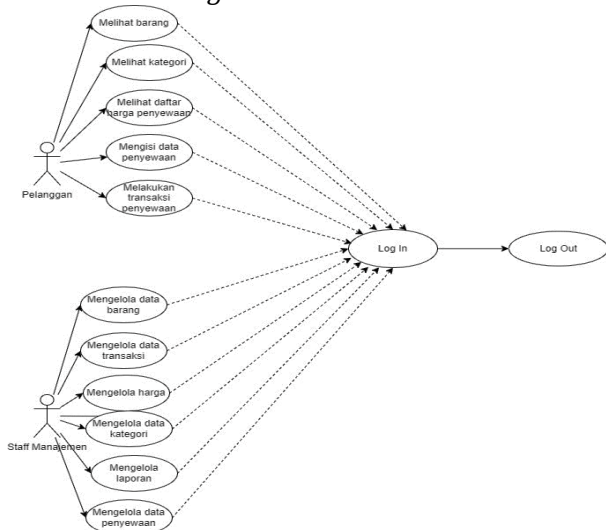 Melihat barang
Melihat kategori
Melihat daftar
harga penyewaan
Mengisi data
penyewaan
Melakukan
transaksi
penyewaan
Pelanggan
Log In
Log Out
Mengelola data
barang
Mengelola data
transaksi
Mengelola harga
Mengelola data
kategori
Staff Manajemen
Mengelola
laporan
Mengelola data
penyewaan